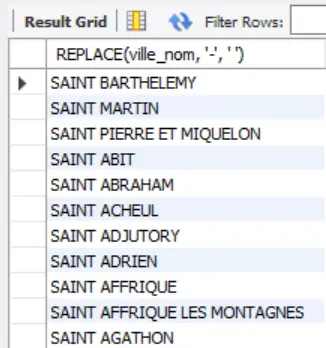 Result Grid Filter Rows:
REPLACE(ville_nom, '-', ' ')
SAINT BARTHELEMY
SAINT MARTIN
SAINT PIERRE ET MIQUELON
SAINT ABIT
SAINT ABRAHAM
SAINT ACHEUL
SAINT ADJUTORY
SAINT ADRIEN
SAINT AFFRIQUE
SAINT AFFRIQUE LES MONTAGNES
SAINT AGATHON